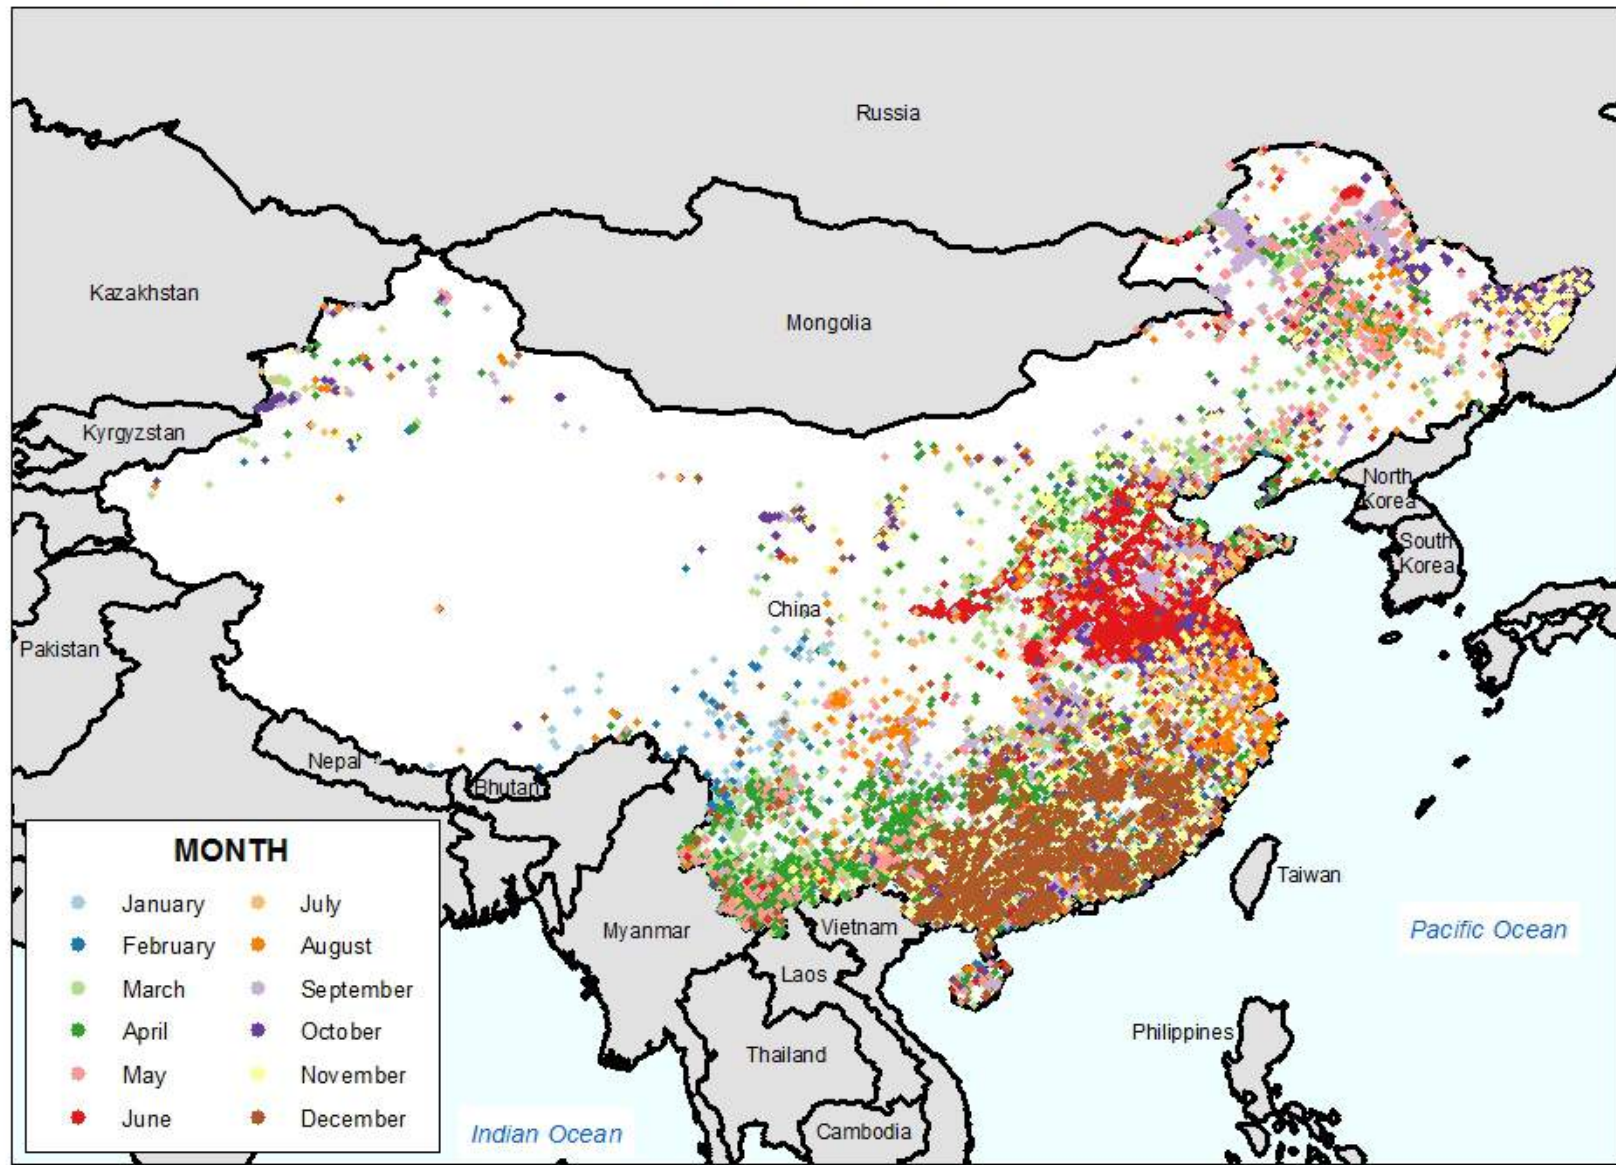 Russia
Kazakhstan
Mongolia
Kyrgyzstan
North
Korea
South
Korea
China
Pakistan
Nepal
Bhutan
MONTH
January
July
February
August
March
September
April
October
May
November
June
December
Taiwan
Myanmar
Vietnam
Pacific Ocean
Laos
Philippines
Thailand
Cambodia
Indian Ocean